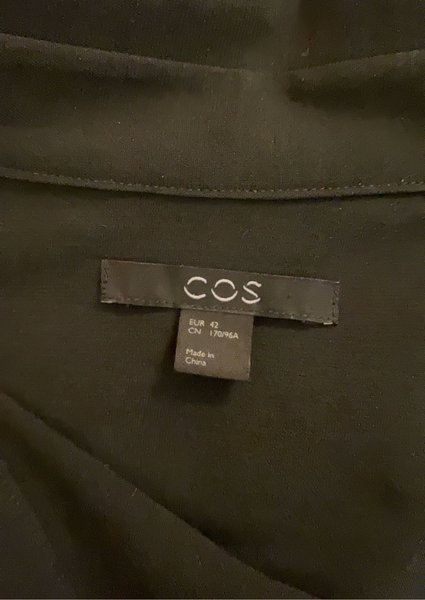 COS
EUR 42
CN 170/96A
Made in
China